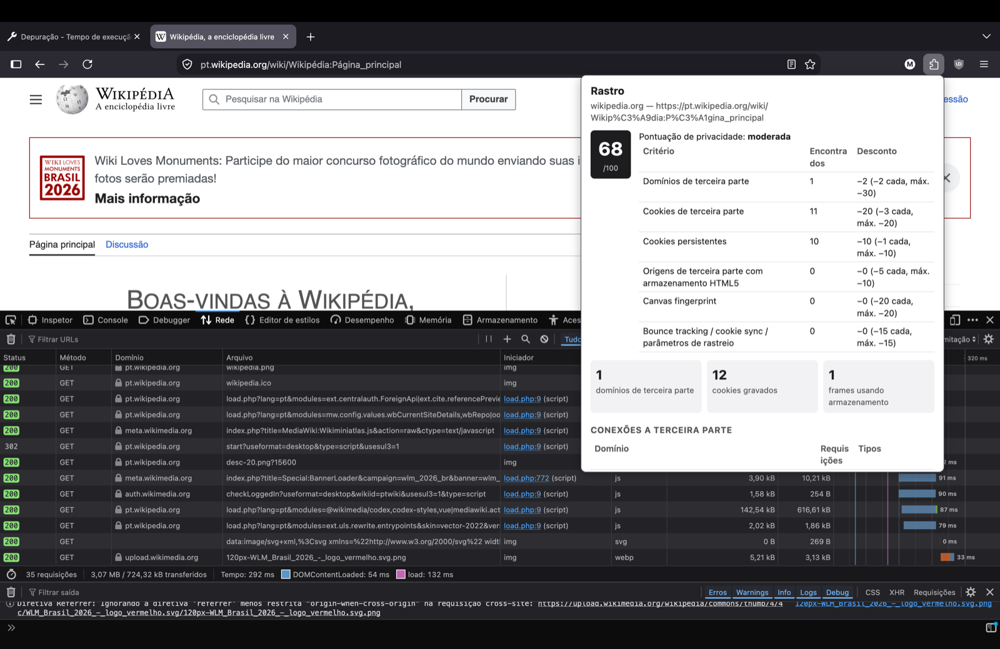 Depuração - Tempo de execuçã
Wikipédia, a enciclopédia livre
pt.wikipedia.org/wiki/Wikipédia:Página_principal
M
WIKIPÉDIA
A enciclopédia livre
Pesquisar na Wikipédia
Procurar
essão
WIKI LOVES
MONUMENTS
BRASIL
2026
Wiki Loves Monuments: Participe do maior concurso fotográfico do mundo enviando suas i
fotos serão premiadas!
Mais informação
Página principal
Discussão
BOAS-VINDAS À WIKIPÉDIA,
Rastro
wikipedia.org — https://pt.wikipedia.org/wiki/
Wikip%C3%A9dia:P%C3%A1gina_principal
68
/100
Pontuação de privacidade: moderada
Critério
Encontra
dos
Desconto
Domínios de terceira parte
1
−2 (−2 cada, máx.
−30)
Cookies de terceira parte
11
−20 (−3 cada,
máx. −20)
Cookies persistentes
10
−10 (−1 cada,
máx. −10)
Origens de terceira parte com
armazenamento HTML5
0
−0 (−5 cada, máx.
−10)
Canvas fingerprint
0
−0 (−20 cada,
máx. −20)
Bounce tracking / cookie sync /
parâmetros de rastreio
0
−0 (−15 cada,
máx. −15)
1
domínios de terceira parte
12
cookies gravados
1
frames usando
armazenamento
CONEXÕES A TERCEIRA PARTE
Domínio
Requis
ições
Tipos
Inspetor Console Debugger Rede Editor de estilos Desempenho Memória Armazenamento Aces
Filtrar URLs
Tudo
mitação
Status Método Domínio Arquivo Iniciador 320 ms
200 GET pt.wikipedia.org wikipedia.png img
200 GET pt.wikipedia.org wikipedia.ico img
200 GET pt.wikipedia.org load.php?lang=pt&modules=ext.centralauth.ForeignApi|ext.cite.referencePrevie load.php:9 (script)
200 GET pt.wikipedia.org load.php?lang=pt&modules=mw.config.values.wbCurrentSiteDetails,wbRepo|oo load.php:9 (script)
200 GET meta.wikimedia.org index.php?title=MediaWiki:Wikiminiatlas.js&action=raw&ctype=text/javascript load.php:9 (script)
302 GET pt.wikipedia.org start?useformat=desktop&type=script&usesul3=1 load.php:9 (script)
200 GET pt.wikipedia.org desc-20.png?15600 img 2 ms
200 GET meta.wikimedia.org index.php?title=Special:BannerLoader&campaign=wlm_2026_br&banner=wlm_ load.php:772 (script) js 3,90 kB 10,21 kB 91 ms
200 GET auth.wikimedia.org checkLoggedIn?useformat=desktop&wikiid=ptwiki&usesul3=1&type=script load.php:9 (script) js 1,58 kB 254 B 90 ms
200 GET pt.wikipedia.org load.php?lang=pt&modules=@wikimedia/codex,codex-styles,vue|mediawiki.act load.php:9 (script) js 142,54 kB 616,61 kB 87 ms
200 GET pt.wikipedia.org load.php?lang=pt&modules=ext.uls.rewrite.entrypoints&skin=vector-2022&ver load.php:9 (script) js 2,02 kB 1,86 kB 79 ms
200 GET data:image/svg+xml,%3Csvg xmlns=%22http://www.w3.org/2000/svg%22 widt img svg 0 B 269 B 0 ms
200 GET upload.wikimedia.org 120px-WLM_Brasil_2026_-_logo_vermelho.svg.png img webp 5,21 kB 3,13 kB 33 ms
35 requisições 3,07 MB / 724,32 kB transferidos Tempo: 292 ms DOMContentLoaded: 54 ms load: 132 ms
Filtrar saída
Erros Warnings Info Logs Debug CSS XHR Requisições
Diretiva Referrer: Ignorando a diretiva 'referrer' menos restrita "origin-when-cross-origin" na requisição cross-site: https://upload.wikimedia.org/wikipedia/commons/thumb/4/4 120px-WLM_Brasil_2026_-_logo_vermelho.svg.png
c/WLM_Brasil_2026_-_logo_vermelho.svg/120px-WLM_Brasil_2026_-_logo_vermelho.svg.png